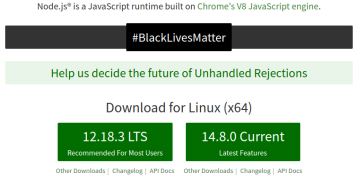 Node.js® is a JavaScript runtime built on Chrome's V8 JavaScript engine.
#BlackLivesMatter
Help us decide the future of Unhandled Rejections
Download for Linux (x64)
12.18.3 LTS
Recommended For Most Users
14.8.0 Current
Latest Features
Other Downloads | Changelog | API Docs
Other Downloads | Changelog | API Docs